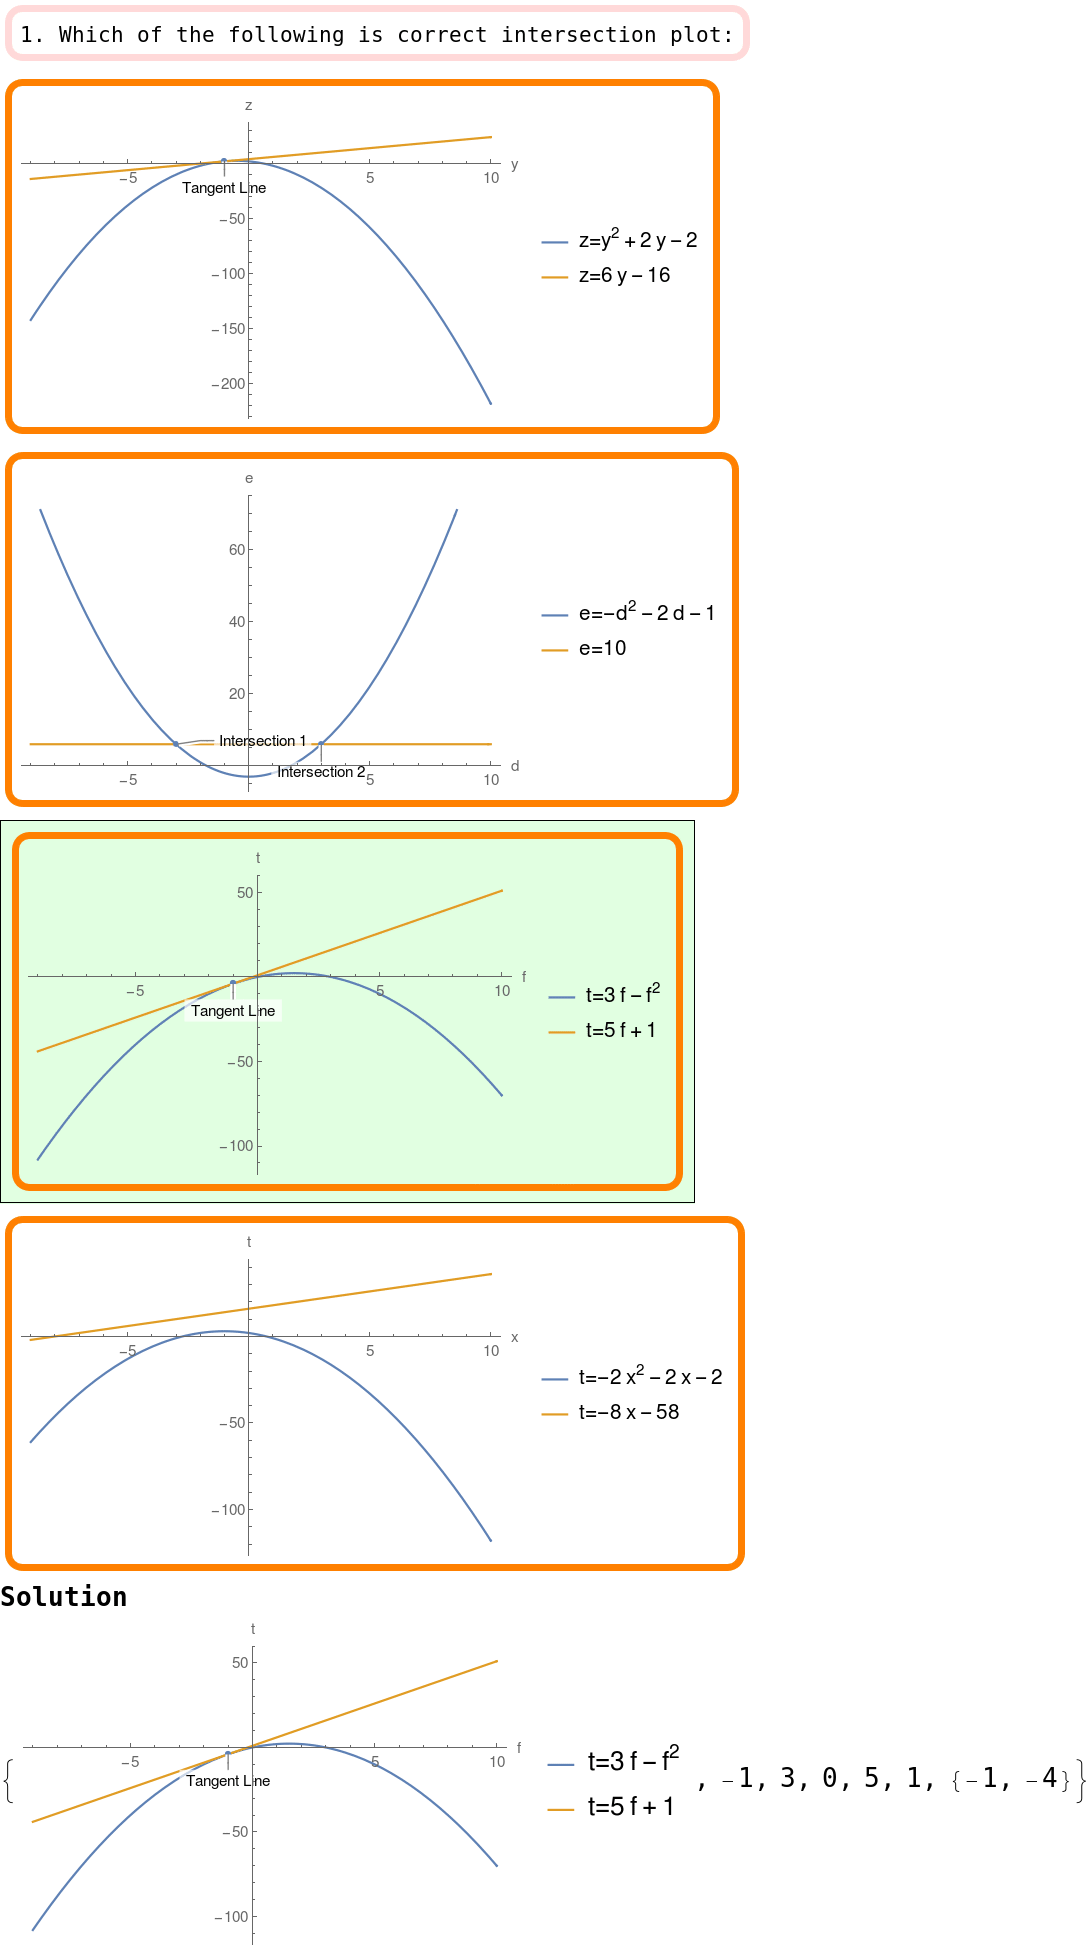 1. Which of the following is correct intersection plot:
z
y
−5 5 10
Tangent Line
−50
−100
−150
−200
z=y² + 2 y − 2
z=6 y − 16
e
60
40
20
Intersection 1
Intersection 2
d
−5 5 10
e=−d² − 2 d − 1
e=10
t
50
f
−5 5 10
Tangent Line
−50
−100
t=3 f − f²
t=5 f + 1
t
x
−5 5 10
−50
−100
t=−2 x² − 2 x − 2
t=−8 x − 58
Solution
t
50
f
−5 5 10
Tangent Line
−50
−100
t=3 f − f²
t=5 f + 1
{ , −1, 3, 0, 5, 1, {−1, −4}}